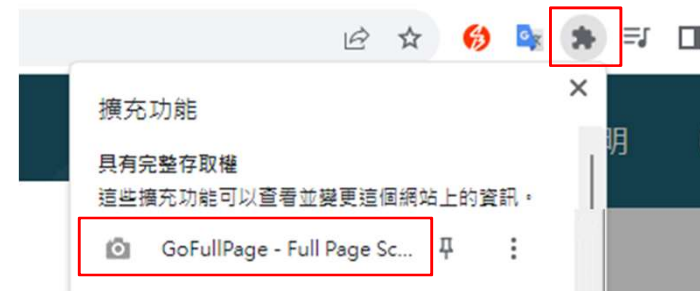 擴充功能
明
具有完整存取權
這些擴充功能可以查看並變更這個網站上的資訊。
GoFullPage - Full Page Sc...